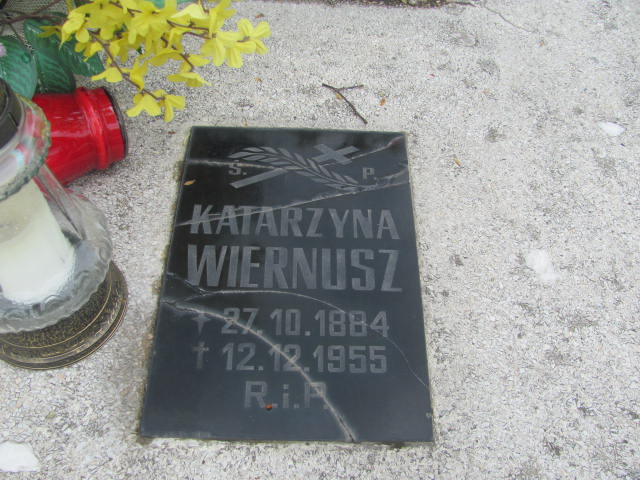 Ś. P.
KATARZYNA
WIERNUSZ
* 27.10.1884
† 12.12.1955
R.i.P.